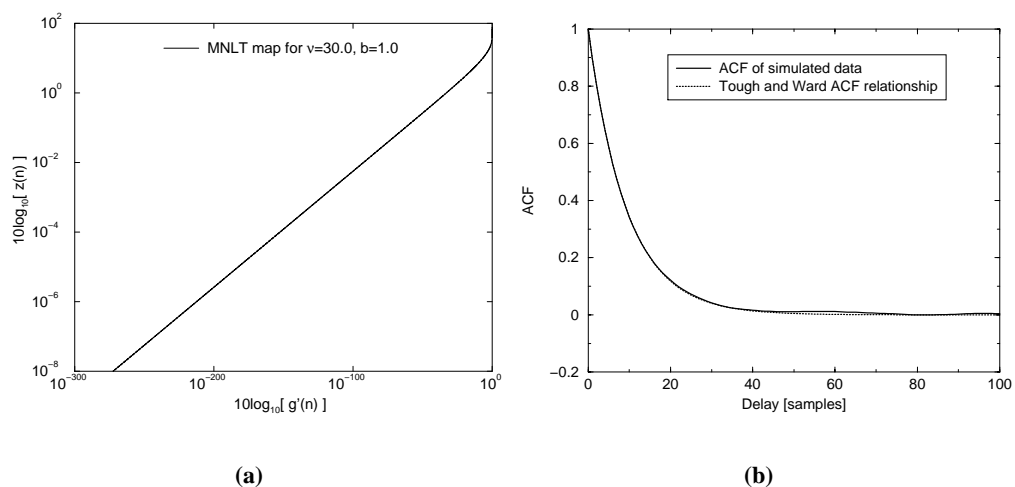 10^2
10^0
10^−2
10^−4
10^−6
10^−8
10log10[ z(n) ]
MNLT map for ν=30.0, b=1.0
10^−300
10^−200
10^−100
10^0
10log10[ g'(n) ]
(a)
1
0.8
0.6
0.4
0.2
0
−0.2
ACF
ACF of simulated data
Tough and Ward ACF relationship
0
20
40
60
80
100
Delay [samples]
(b)